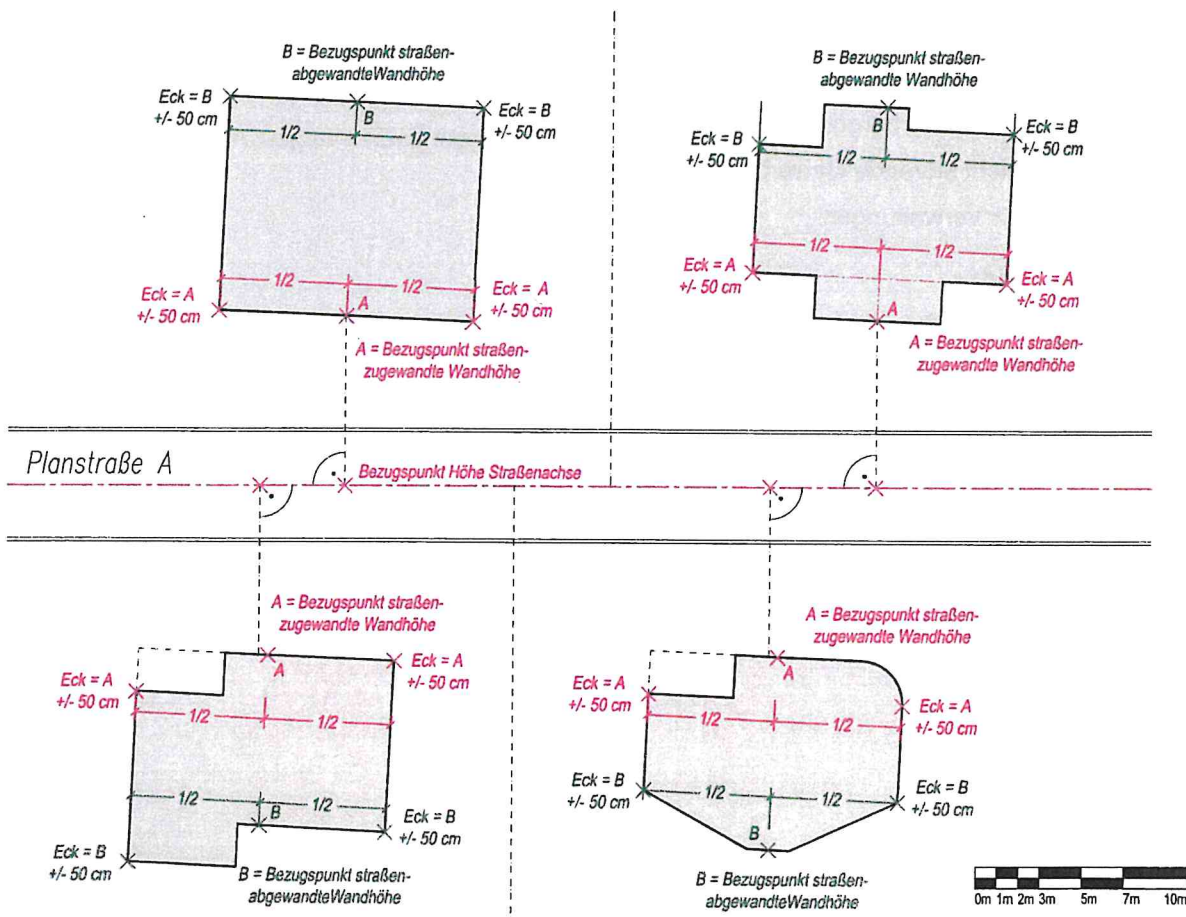 B = Bezugspunkt straßen-
abgewandteWandhöhe
Eck = B
+/- 50 cm
B
Eck = B
+/- 50 cm
1/2
1/2
1/2
1/2
Eck = A
+/- 50 cm
A
Eck = A
+/- 50 cm
A = Bezugspunkt straßen-
zugewandte Wandhöhe
B = Bezugspunkt straßen-
abgewandte Wandhöhe
Eck = B
+/- 50 cm
B
Eck = B
+/- 50 cm
1/2
1/2
1/2
1/2
Eck = A
+/- 50 cm
A
Eck = A
+/- 50 cm
A = Bezugspunkt straßen-
zugewandte Wandhöhe
Planstraße A
Bezugspunkt Höhe Straßenachse
A = Bezugspunkt straßen-
zugewandte Wandhöhe
Eck = A
+/- 50 cm
A
Eck = A
+/- 50 cm
1/2
1/2
1/2
1/2
B
Eck = B
+/- 50 cm
Eck = B
+/- 50 cm
B = Bezugspunkt straßen-
abgewandteWandhöhe
A = Bezugspunkt straßen-
zugewandte Wandhöhe
Eck = A
+/- 50 cm
A
Eck = A
+/- 50 cm
1/2
1/2
Eck = B
+/- 50 cm
1/2
1/2
Eck = B
+/- 50 cm
B
B = Bezugspunkt straßen-
abgewandteWandhöhe
0m 1m 2m 3m 5m 7m 10m